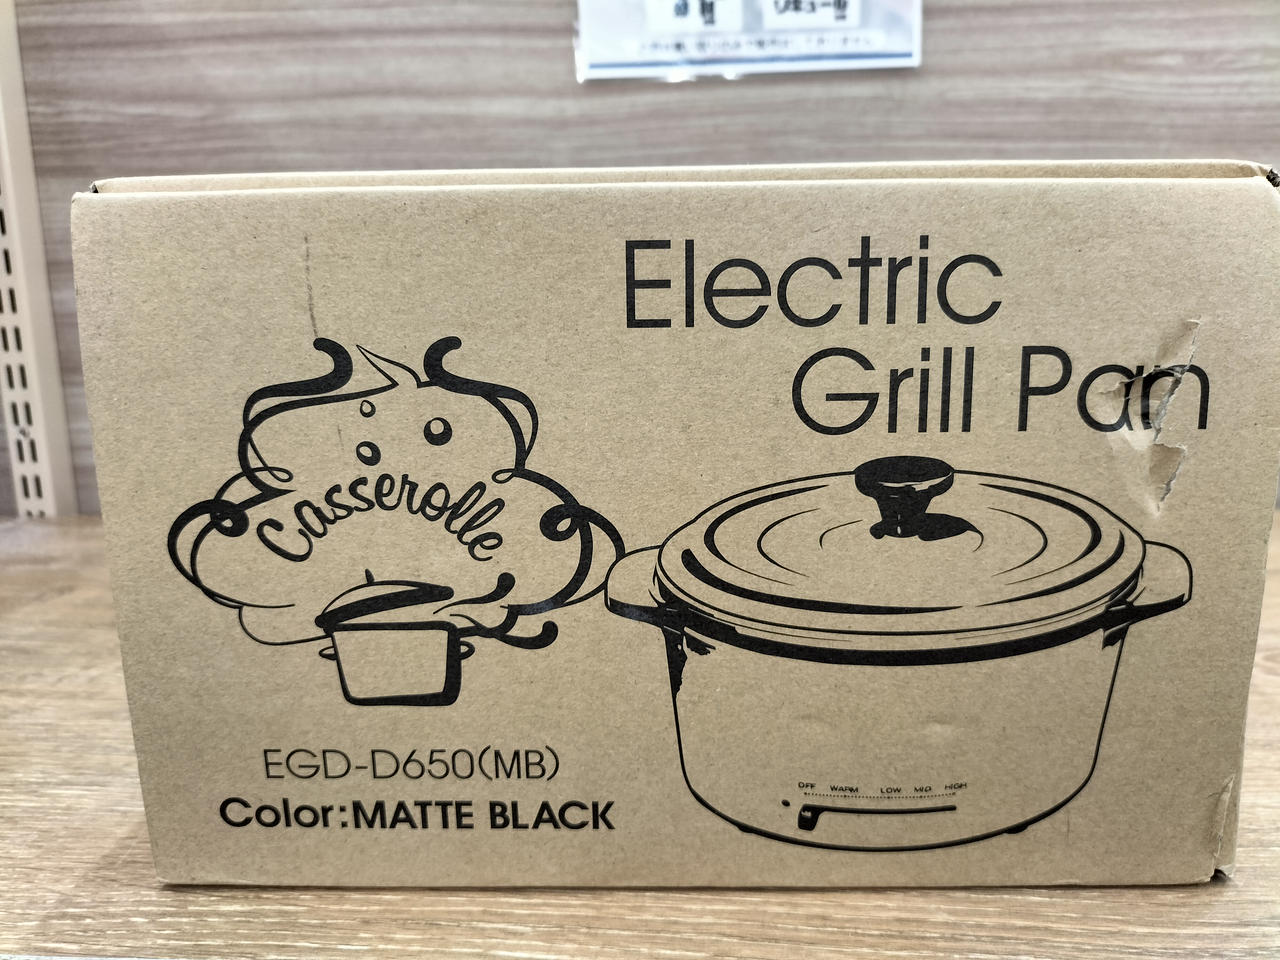 Electric
Grill Pan
Casserolle
EGD-D650(MB)
Color:MATTE BLACK
OFF WARM LOW MID HIGH